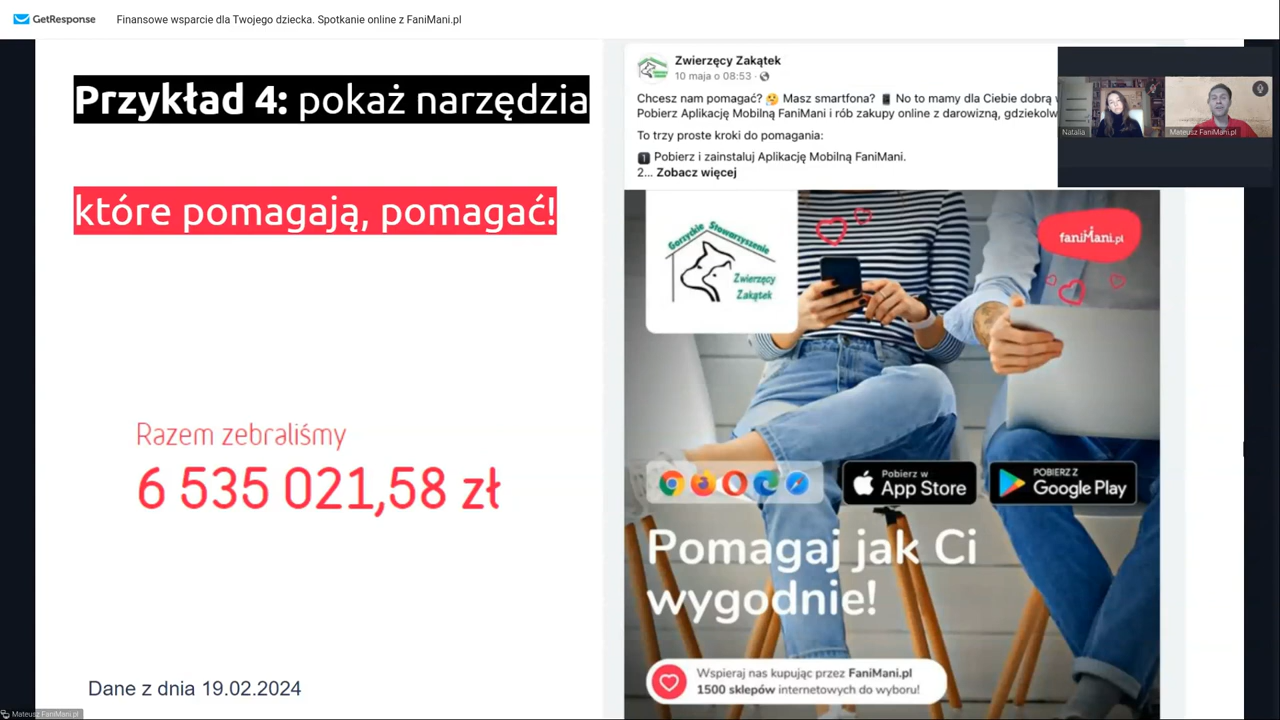 GetResponse
Finansowe wsparcie dla Twojego dziecka. Spotkanie online z FaniMani.pl
Przykład 4: pokaż narzędzia
które pomagają, pomagać!
Razem zebraliśmy
6 535 021,58 zł
Dane z dnia 19.02.2024
Mateusz FaniMani.pl
Zwierzęcy Zakątek
10 maja o 08:53 ·
Chcesz nam pomagać? 🤔 Masz smartfona? 📱 No to mamy dla Ciebie dobrą
Pobierz Aplikację Mobilną FaniMani i rób zakupy online z darowizną, gdziekolw
To trzy proste kroki do pomagania:
1 Pobierz i zainstaluj Aplikację Mobilną FaniMani.
2... Zobacz więcej
Natalia
Mateusz FaniMani.pl
Gorzyckie Stowarzyszenie
Zwierzęcy
Zakątek
faniMani.pl
Pobierz w
App Store
POBIERZ Z
Google Play
Pomagaj jak Ci
wygodnie!
Wspieraj nas kupując przez FaniMani.pl
1500 sklepów internetowych do wyboru!